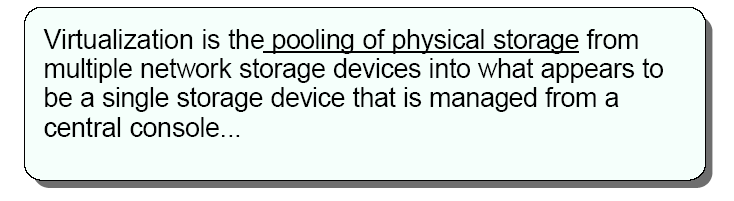 Virtualization is the pooling of physical storage from
multiple network storage devices into what appears to
be a single storage device that is managed from a
central console...